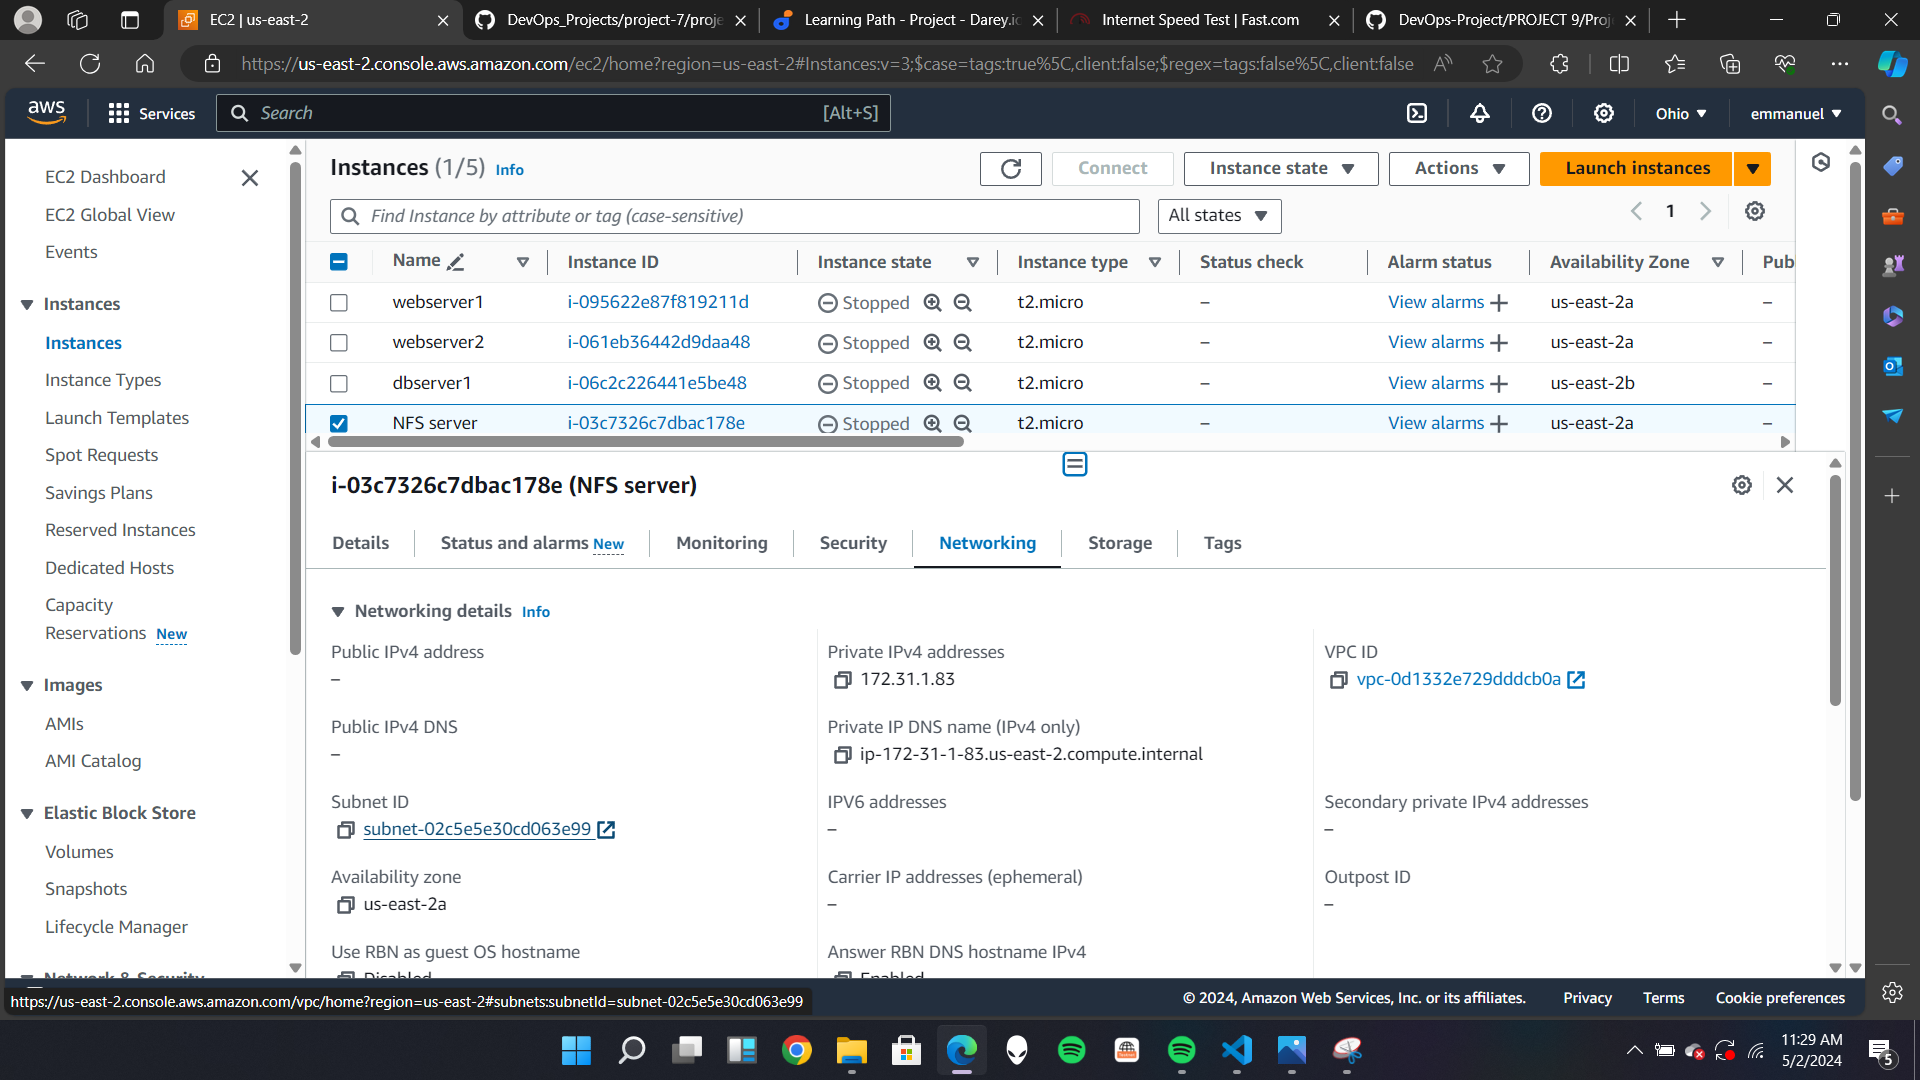 EC2 | us-east-2
DevOps_Projects/project-7/proje
Learning Path - Project - Darey.ic
Internet Speed Test | Fast.com
DevOps-Project/PROJECT 9/Proj
https://us-east-2.console.aws.amazon.com/ec2/home?region=us-east-2#Instances:v=3;$case=tags:true%5C,client:false;$regex=tags:false%5C,client:false
aws
Services
Search
[Alt+S]
Ohio
emmanuel
EC2 Dashboard
EC2 Global View
Events
Instances
Instances
Instance Types
Launch Templates
Spot Requests
Savings Plans
Reserved Instances
Dedicated Hosts
Capacity
Reservations New
Images
AMIs
AMI Catalog
Elastic Block Store
Volumes
Snapshots
Lifecycle Manager
Network & Security
Instances (1/5) Info
Connect
Instance state
Actions
Launch instances
Find Instance by attribute or tag (case-sensitive)
All states
1
Name Instance ID Instance state Instance type Status check Alarm status Availability Zone Pub
webserver1 i-095622e87f819211d Stopped t2.micro – View alarms us-east-2a –
webserver2 i-061eb36442d9daa48 Stopped t2.micro – View alarms us-east-2a –
dbserver1 i-06c2c226441e5be48 Stopped t2.micro – View alarms us-east-2b –
NFS server i-03c7326c7dbac178e Stopped t2.micro – View alarms us-east-2a –
i-03c7326c7dbac178e (NFS server)
Details Status and alarms New Monitoring Security Networking Storage Tags
Networking details Info
Public IPv4 address
–
Private IPv4 addresses
172.31.1.83
VPC ID
vpc-0d1332e729dddcb0a
Public IPv4 DNS
–
Private IP DNS name (IPv4 only)
ip-172-31-1-83.us-east-2.compute.internal
Subnet ID
subnet-02c5e5e30cd063e99
IPV6 addresses
–
Secondary private IPv4 addresses
–
Availability zone
us-east-2a
Carrier IP addresses (ephemeral)
–
Outpost ID
–
Use RBN as guest OS hostname
Disabled
Answer RBN DNS hostname IPv4
Enabled
https://us-east-2.console.aws.amazon.com/vpc/home?region=us-east-2#subnets:subnetId=subnet-02c5e5e30cd063e99
© 2024, Amazon Web Services, Inc. or its affiliates.
Privacy
Terms
Cookie preferences
11:29 AM
5/2/2024
5